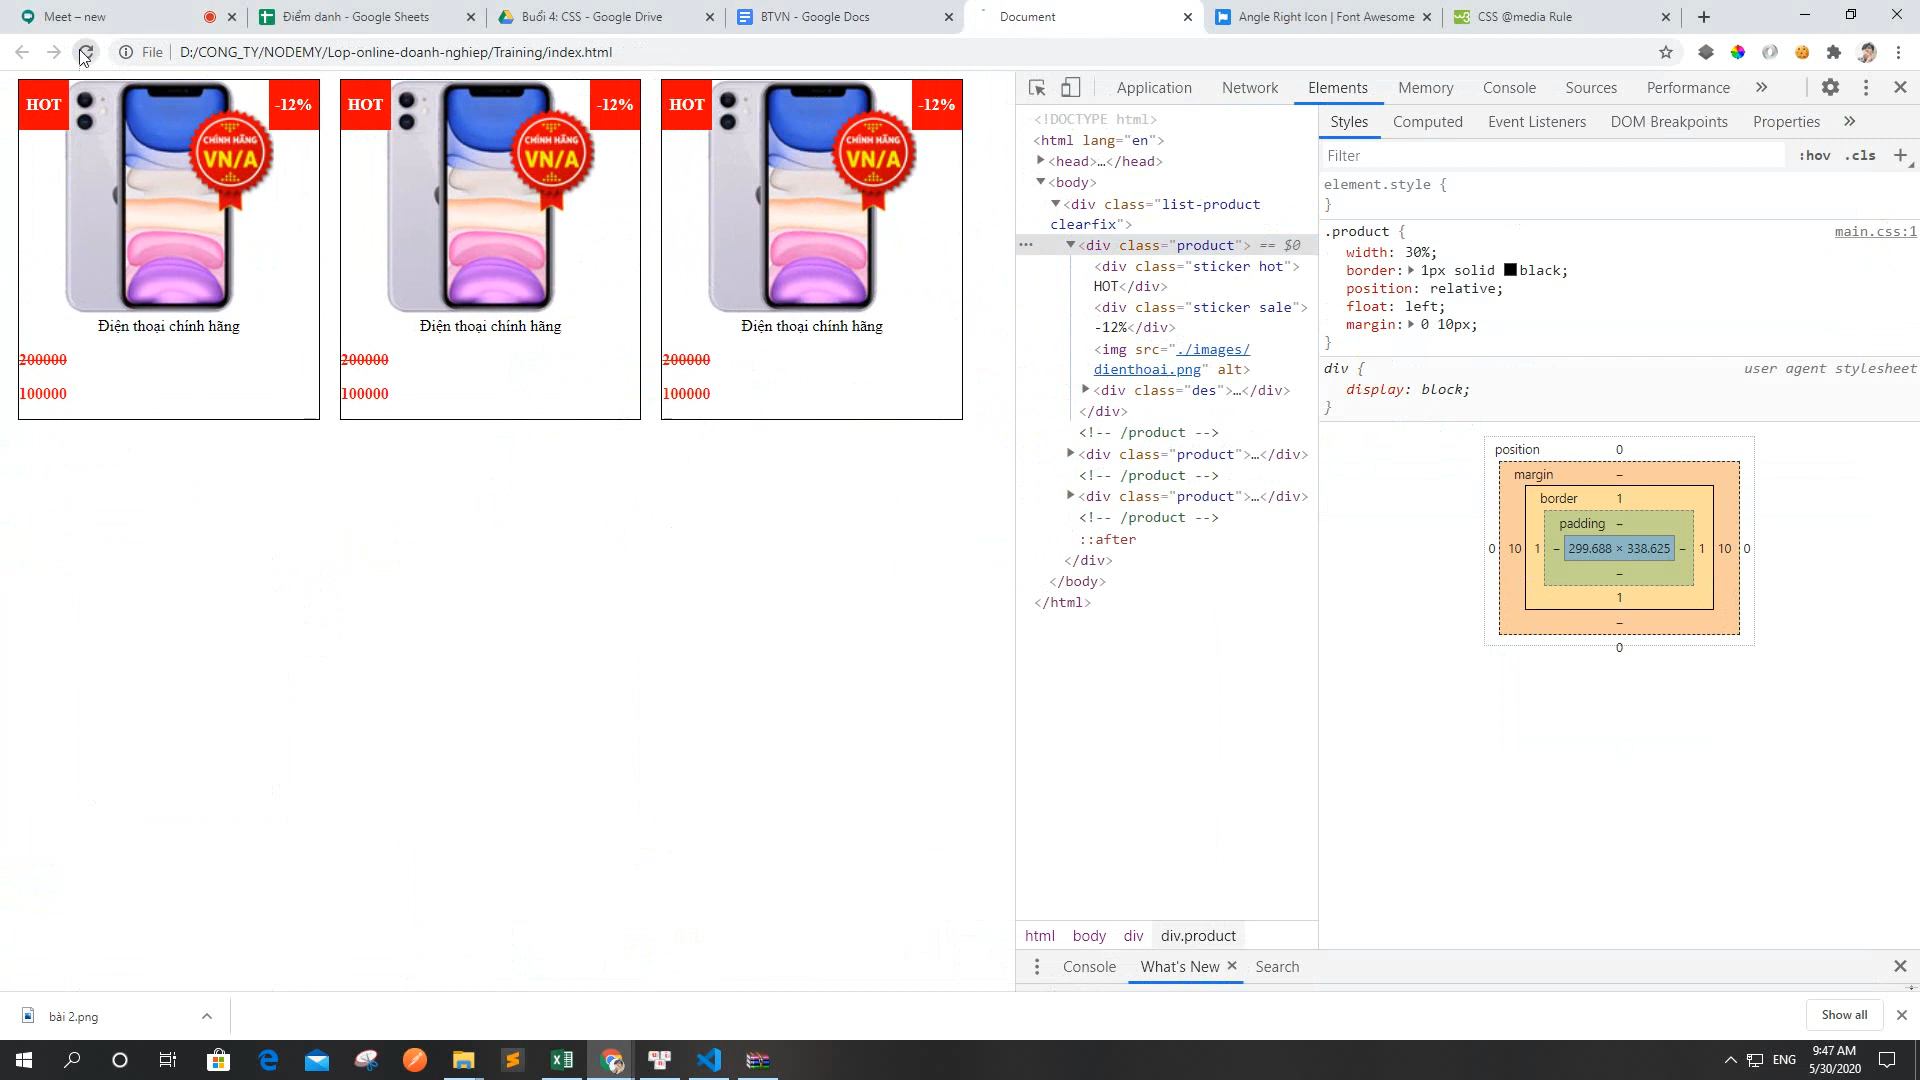 Meet – new
Điểm danh - Google Sheets
Buổi 4: CSS - Google Drive
BTVN - Google Docs
Document
Angle Right Icon | Font Awesome
CSS @media Rule
File
D:/CONG_TY/NODEMY/Lop-online-doanh-nghiep/Training/index.html
HOT -12% HOT -12% HOT -12%
CHÍNH HÃNG CHÍNH HÃNG CHÍNH HÃNG
VN/A VN/A VN/A
Điện thoại chính hãng Điện thoại chính hãng Điện thoại chính hãng
200000 200000 200000
100000 100000 100000
Application Network Elements Memory Console Sources Performance »
<!DOCTYPE html>
<html lang="en">
<head>…</head>
<body>
<div class="list-product
clearfix">
<div class="product"> == $0
<div class="sticker hot">
HOT</div>
<div class="sticker sale">
-12%</div>
<img src="./images/
dienthoai.png" alt>
<div class="des">…</div>
</div>
<!-- /product -->
<div class="product">…</div>
<!-- /product -->
<div class="product">…</div>
<!-- /product -->
::after
</div>
</body>
</html>
html body div div.product
Styles Computed Event Listeners DOM Breakpoints Properties »
Filter :hov .cls +
element.style {
}
.product { main.css:1
width: 30%;
border: 1px solid black;
position: relative;
float: left;
margin: 0 10px;
}
div { user agent stylesheet
display: block;
}
position 0
margin –
border 1
padding –
0 10 1 – 299.688 × 338.625 – 1 10 0
–
1
–
0
Console What's New Search
bài 2.png
Show all
ENG
9:47 AM
5/30/2020